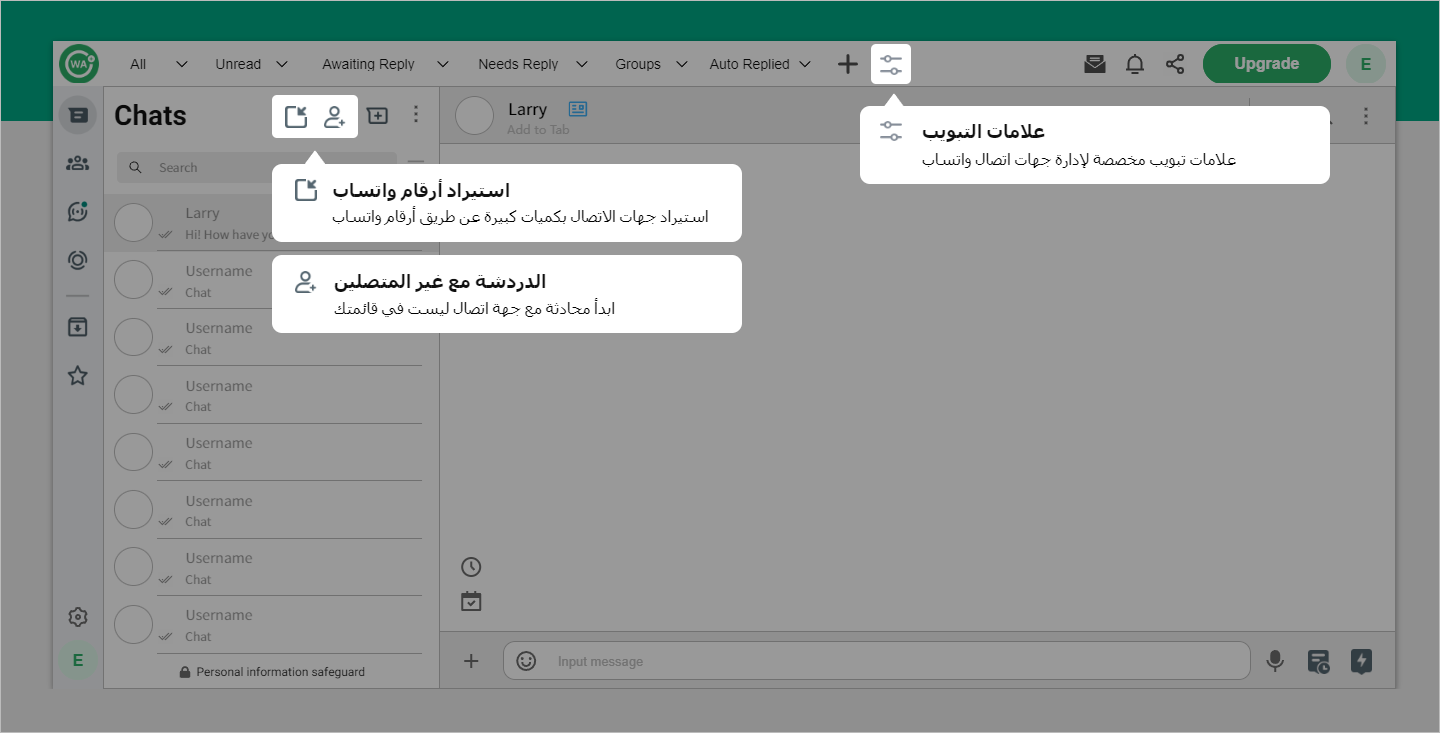 WA
All
Unread
Awaiting Reply
Needs Reply
Groups
Auto Replied
Upgrade
E
Chats
Larry
Add to Tab
علامات التبويب
علامات تبويب مخصصة لإدارة جهات اتصال واتساب
Search
استيراد أرقام واتساب
استيراد جهات الاتصال بكميات كبيرة عن طريق أرقام واتساب
Larry
Hi! How have yo
الدردشة مع غير المتصلين
ابدأ محادثة مع جهة اتصال ليست في قائمتك
Username
Chat
Username
Chat
Username
Chat
Username
Chat
Username
Chat
Username
Chat
Username
Chat
E
Input message
Personal information safeguard